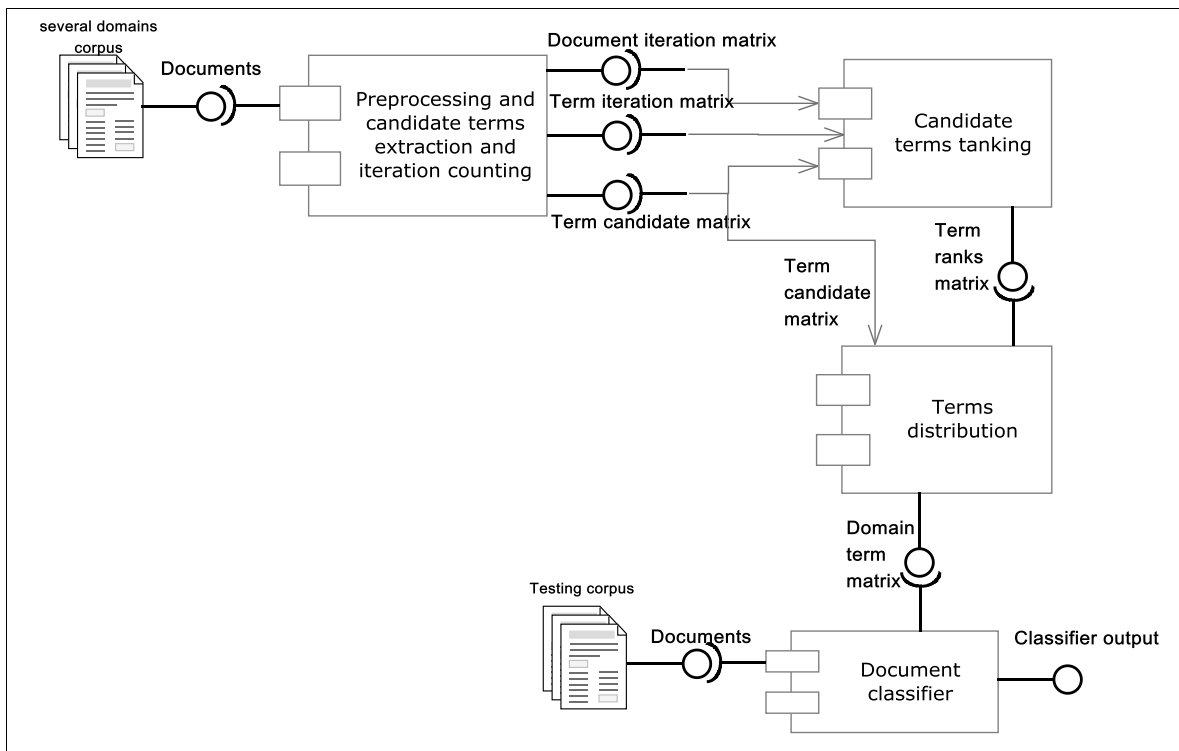 several domains
corpus
Documents
Document iteration matrix
Preprocessing and
candidate terms
extraction and
iteration counting
Term iteration matrix
Term candidate matrix
Candidate
terms tanking
Term
ranks
matrix
Term
candidate
matrix
Terms
distribution
Domain
term
matrix
Testing corpus
Documents
Document
classifier
Classifier output